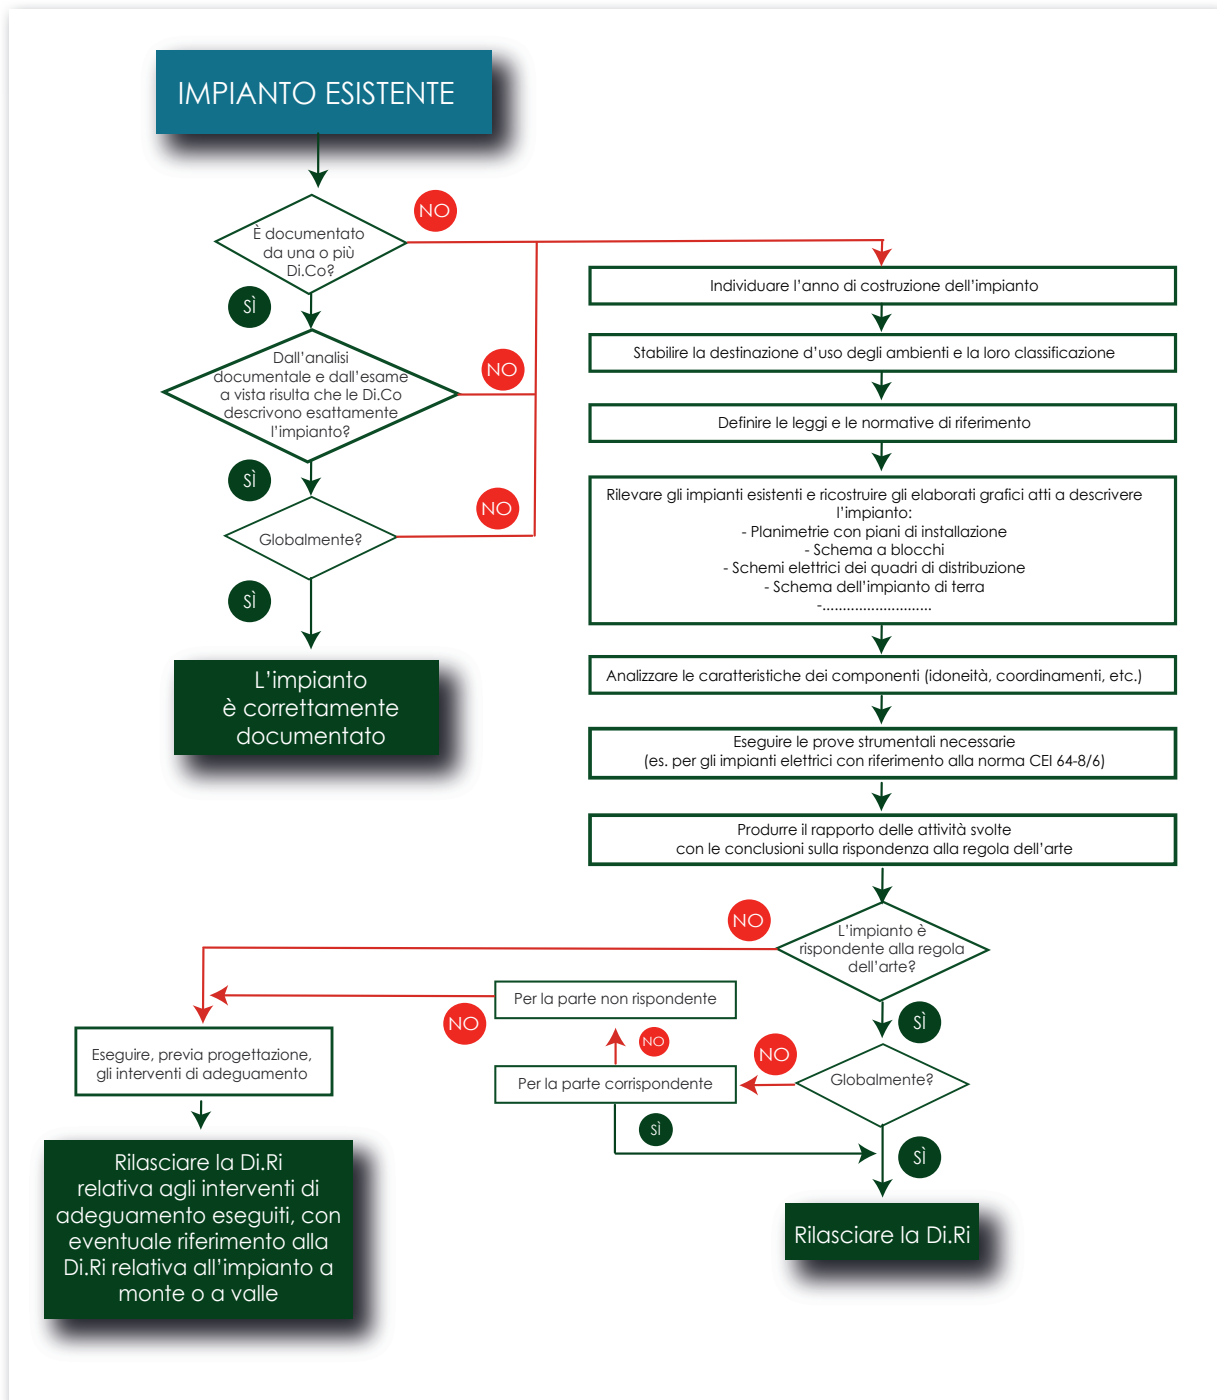 IMPIANTO ESISTENTE
NO
È documentato
da una o più
Di.Co?
SÌ
Dall'analisi
documentale e dall'esame
a vista risulta che le Di.Co
descrivono esattamente
l'impianto?
NO
SÌ
Globalmente?
NO
SÌ
L'impianto
è correttamente
documentato
Individuare l'anno di costruzione dell'impianto
Stabilire la destinazione d'uso degli ambienti e la loro classificazione
Definire le leggi e le normative di riferimento
Rilevare gli impianti esistenti e ricostruire gli elaborati grafici atti a descrivere
l'impianto:
- Planimetrie con piani di installazione
- Schema a blocchi
- Schemi elettrici dei quadri di distribuzione
- Schema dell'impianto di terra
-...........................
Analizzare le caratteristiche dei componenti (idoneità, coordinamenti, etc.)
Eseguire le prove strumentali necessarie
(es. per gli impianti elettrici con riferimento alla norma CEI 64-8/6)
Produrre il rapporto delle attività svolte
con le conclusioni sulla rispondenza alla regola dell'arte
NO
L'impianto è
rispondente alla regola
dell'arte?
SÌ
Per la parte non rispondente
NO
NO
NO
Globalmente?
Per la parte corrispondente
SÌ
SÌ
Rilasciare la Di.Ri
Eseguire, previa progettazione,
gli interventi di adeguamento
Rilasciare la Di.Ri
relativa agli interventi di
adeguamento eseguiti, con
eventuale riferimento alla
Di.Ri relativa all'impianto a
monte o a valle